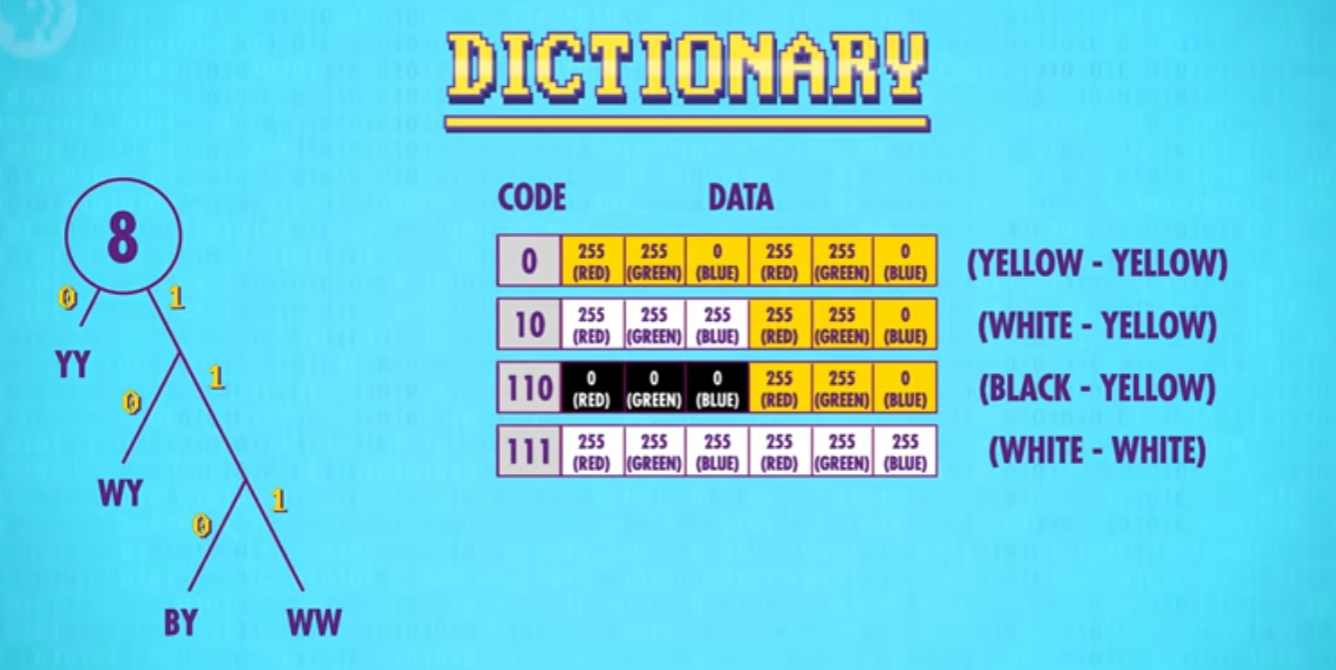 DICTIONARY
CODE DATA
8
0 1
YY
0 1
WY
0 1
BY WW
0 255 (RED) 255 (GREEN) 0 (BLUE) 255 (RED) 255 (GREEN) 0 (BLUE) (YELLOW - YELLOW)
10 255 (RED) 255 (GREEN) 255 (BLUE) 255 (RED) 255 (GREEN) 0 (BLUE) (WHITE - YELLOW)
110 0 (RED) 0 (GREEN) 0 (BLUE) 255 (RED) 255 (GREEN) 0 (BLUE) (BLACK - YELLOW)
111 255 (RED) 255 (GREEN) 255 (BLUE) 255 (RED) 255 (GREEN) 255 (BLUE) (WHITE - WHITE)